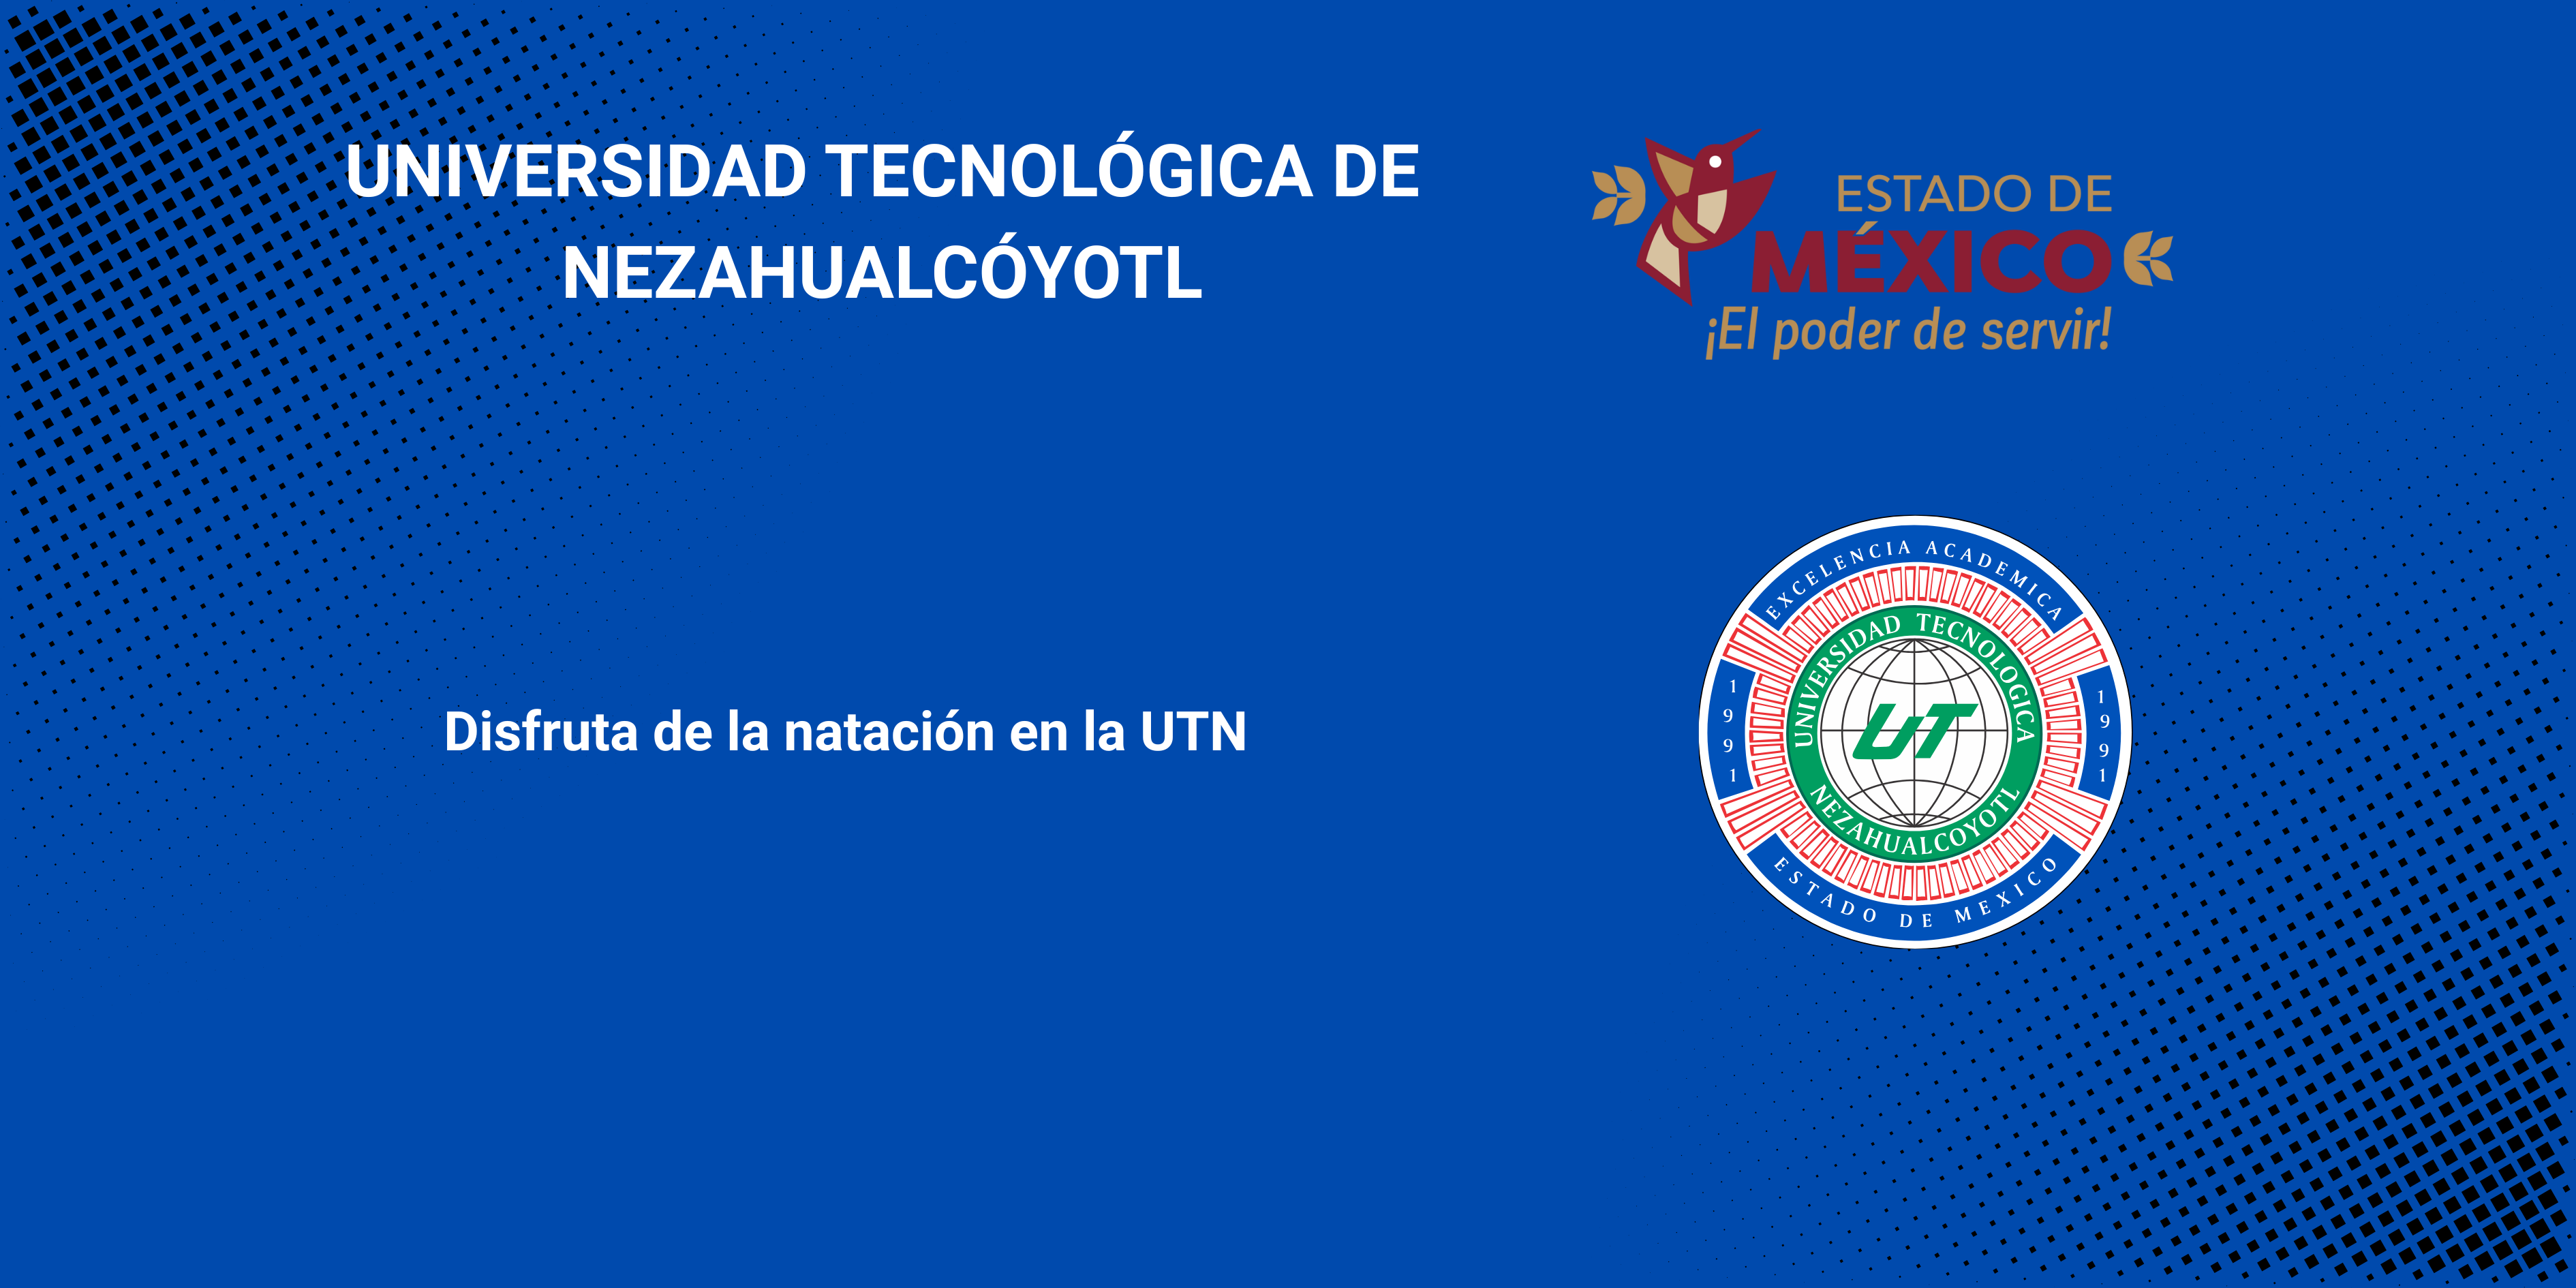 UNIVERSIDAD TECNOLÓGICA DE
NEZAHUALCÓYOTL
ESTADO DE
MÉXICO
¡El poder de servir!
Disfruta de la natación en la UTN
EXCELENCIA ACADEMICA
1991
UNIVERSIDAD TECNOLOGICA
UT
NEZAHUALCOYOTL
1991
ESTADO DE MEXICO